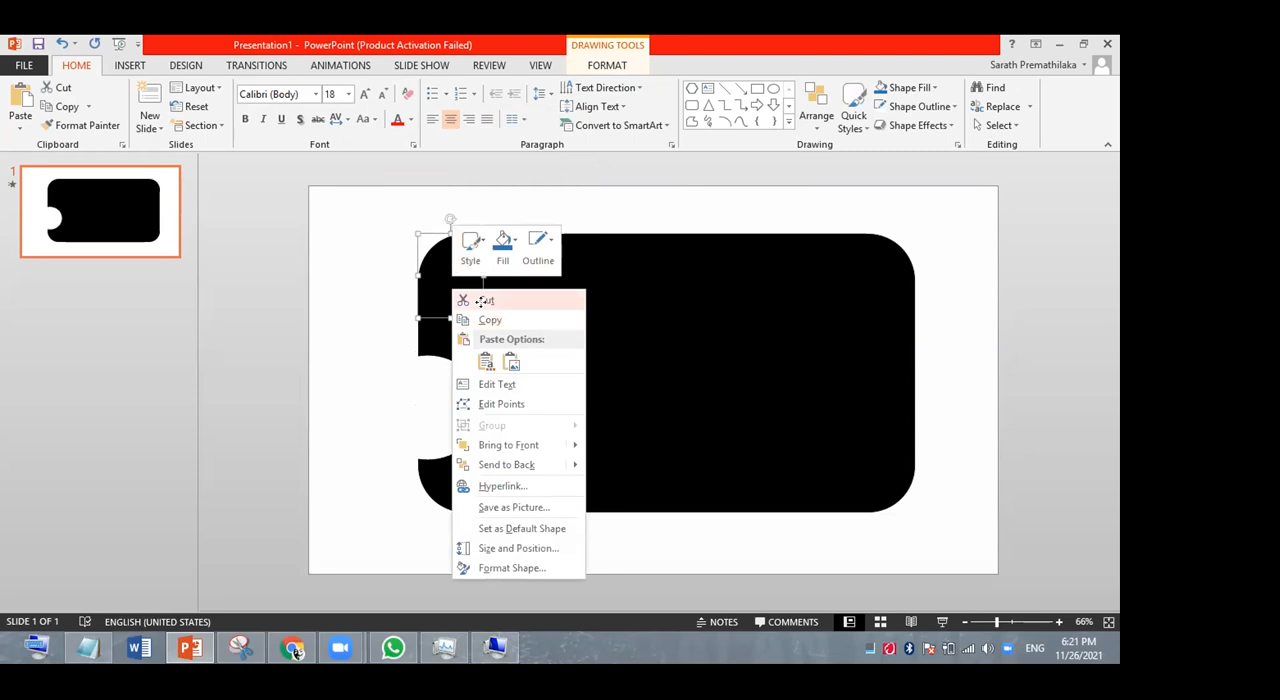 Presentation1 - PowerPoint (Product Activation Failed)
DRAWING TOOLS
FILE HOME INSERT DESIGN TRANSITIONS ANIMATIONS SLIDE SHOW REVIEW VIEW FORMAT
Sarath Premathilaka
Cut
Copy
Format Painter
Paste
Clipboard
New
Slide
Layout
Reset
Section
Slides
Calibri (Body) 18
B I U S abc AV Aa A
Font
Text Direction
Align Text
Convert to SmartArt
Paragraph
Arrange
Quick
Styles
Shape Fill
Shape Outline
Shape Effects
Drawing
Find
Replace
Select
Editing
1
Style Fill Outline
Cut
Copy
Paste Options:
Edit Text
Edit Points
Group
Bring to Front
Send to Back
Hyperlink...
Save as Picture...
Set as Default Shape
Size and Position...
Format Shape...
SLIDE 1 OF 1 ENGLISH (UNITED STATES) NOTES COMMENTS 66%
ENG
6:21 PM
11/26/2021